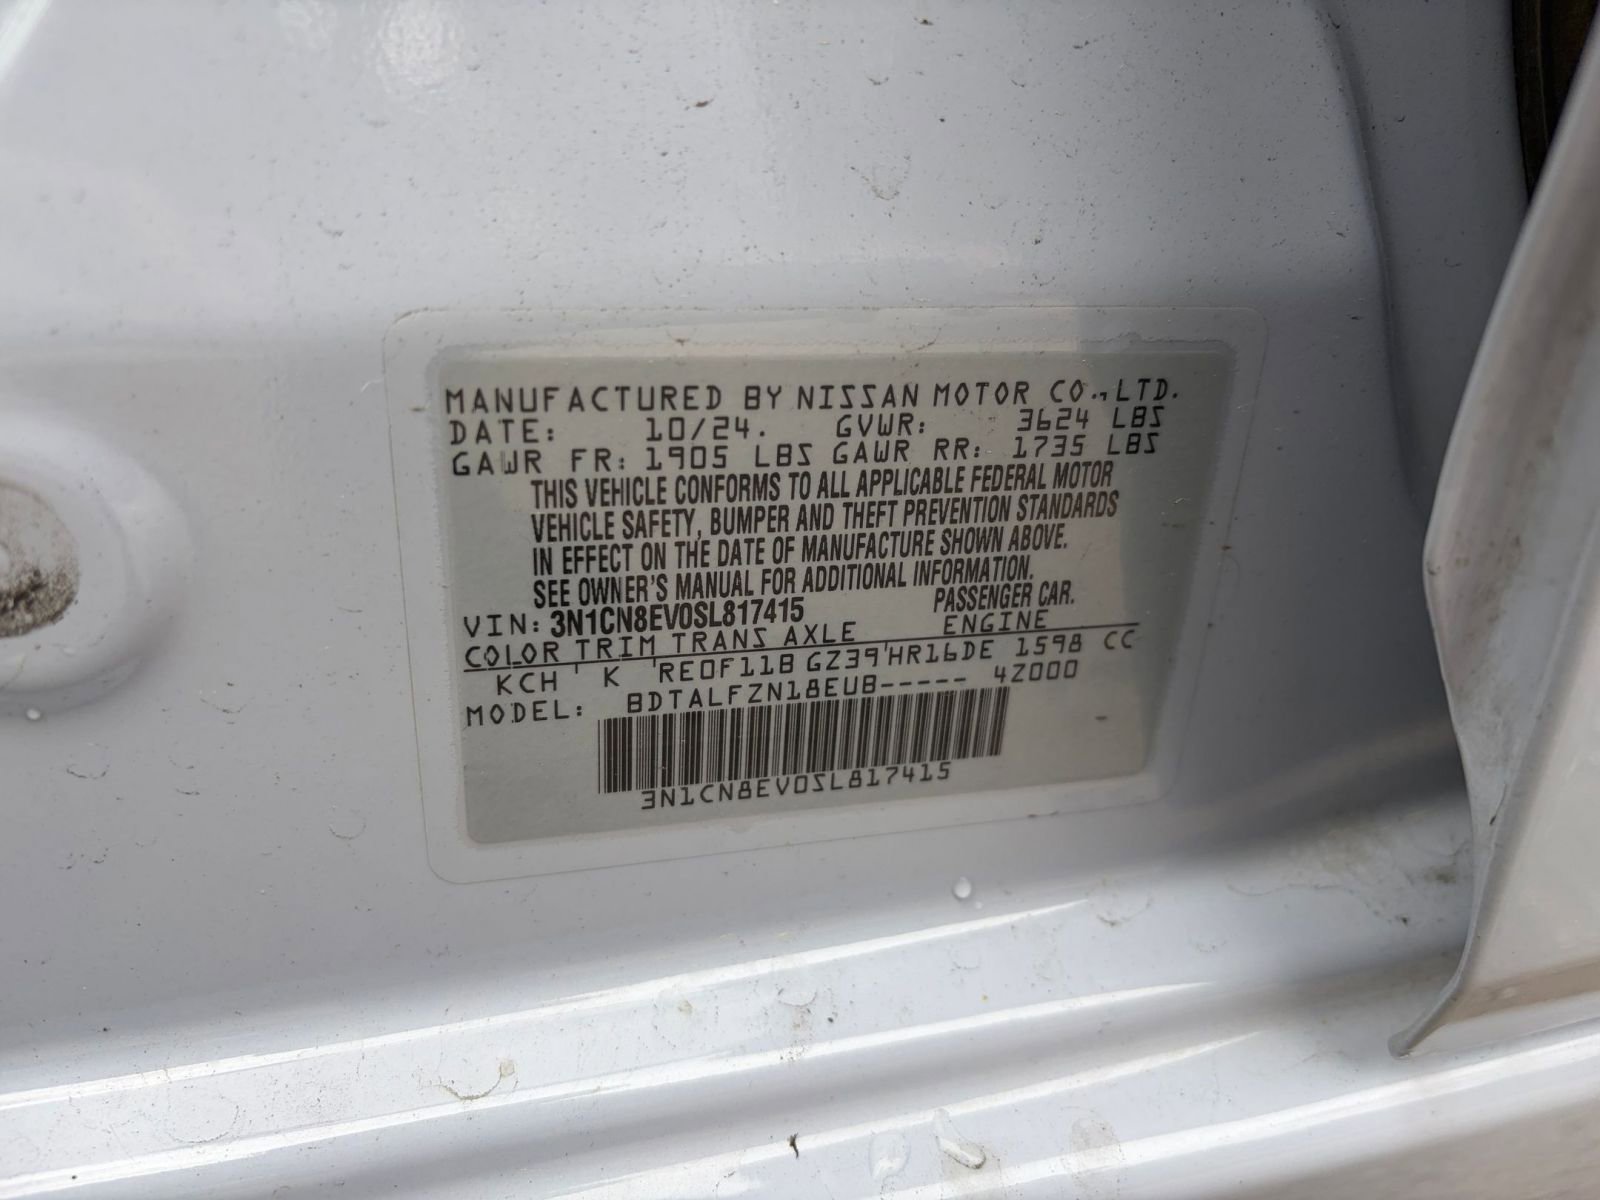 MANUFACTURED BY NISSAN MOTOR CO., LTD.
DATE: 10/24. GVWR: 3624 LBS
GAWR FR: 1905 LBS GAWR RR: 1735 LBS
THIS VEHICLE CONFORMS TO ALL APPLICABLE FEDERAL MOTOR
VEHICLE SAFETY, BUMPER AND THEFT PREVENTION STANDARDS
IN EFFECT ON THE DATE OF MANUFACTURE SHOWN ABOVE.
SEE OWNER'S MANUAL FOR ADDITIONAL INFORMATION.
VIN: 3N1CN8EV0SL817415 PASSENGER CAR.
COLOR TRIM TRANS AXLE ENGINE
KCH K RE0F11B GZ39 HR16DE 1598 CC
MODEL: BDTALFZN18EUB----- 4Z000
3N1CN8EV0SL817415